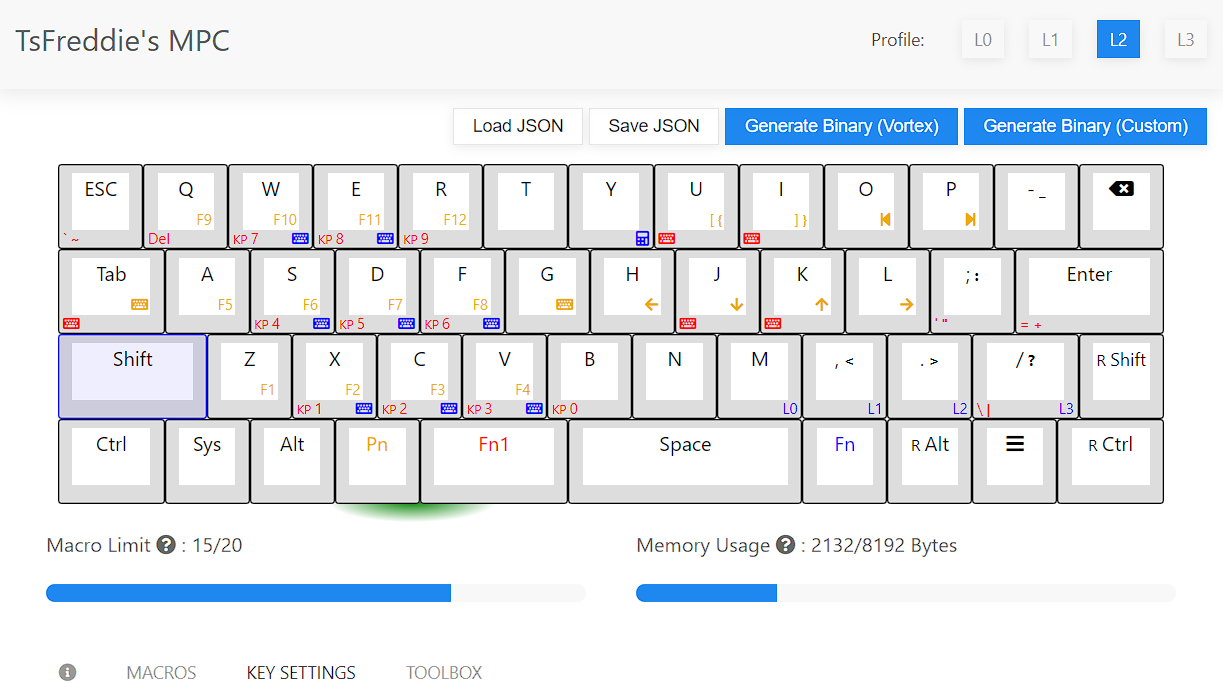 TsFreddie's MPC
Profile: L0 L1 L2 L3
Load JSON Save JSON Generate Binary (Vortex) Generate Binary (Custom)
ESC Q W E R T Y U I O P - _
F9 F10 F11 F12 [ { ] }
` ~ Del KP 7 KP 8 KP 9
Tab A S D F G H J K L ; : Enter
F5 F6 F7 F8
KP 4 KP 5 KP 6 ' " = +
Shift Z X C V B N M , < . > / ? R Shift
F1 F2 F3 F4
KP 1 KP 2 KP 3 KP 0 L0 L1 L2 \ | L3
Ctrl Sys Alt Pn Fn1 Space Fn R Alt R Ctrl
Macro Limit ? : 15/20 Memory Usage ? : 2132/8192 Bytes
MACROS KEY SETTINGS TOOLBOX